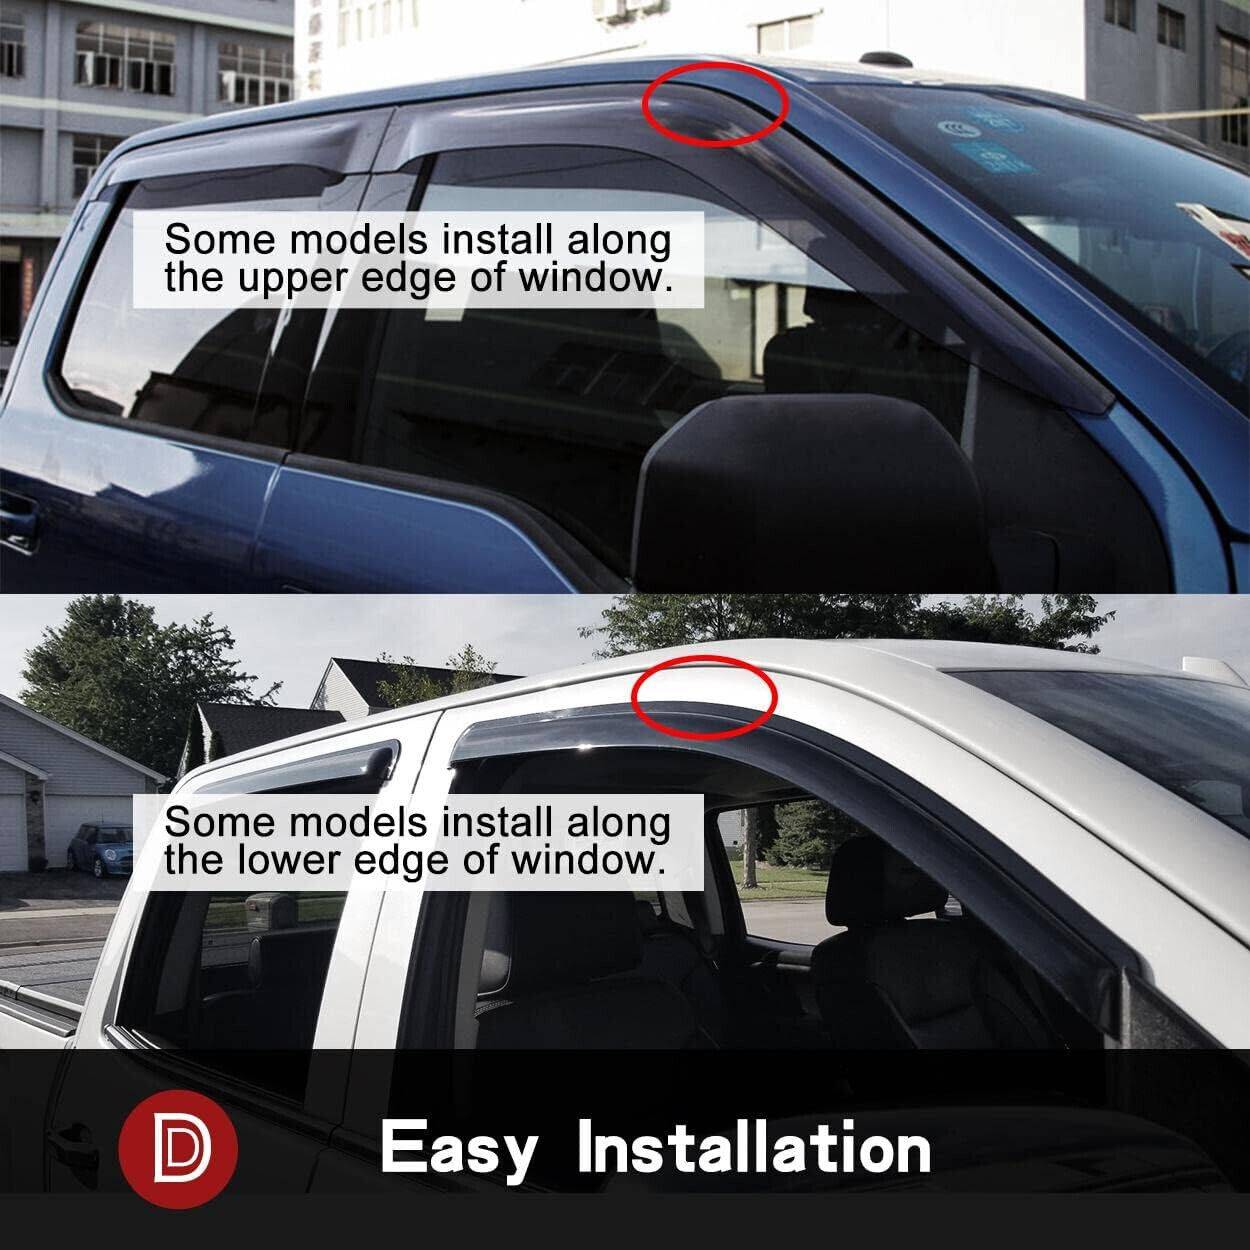 Some models install along
the upper edge of window.
Some models install along
the lower edge of window.
D
Easy Installation